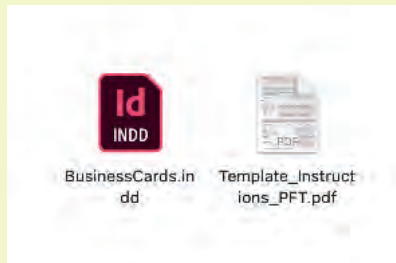 Id
INDD
PDF
BusinessCards.in
dd
Template_Instruct
ions_PFT.pdf